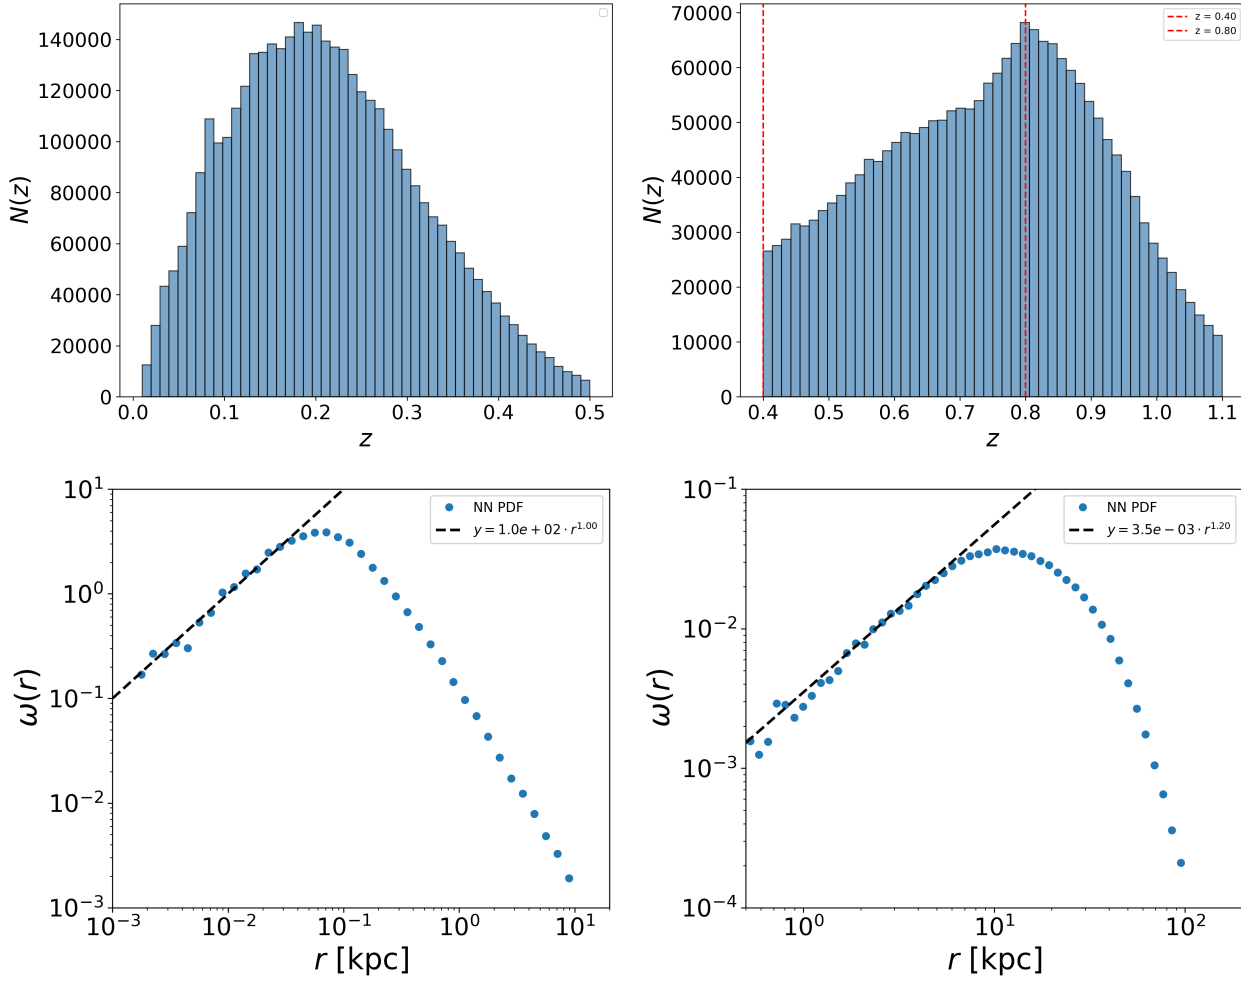 140000
120000
100000
80000
60000
40000
20000
0
N(z)
0.0 0.1 0.2 0.3 0.4 0.5
z
70000
60000
50000
40000
30000
20000
10000
0
N(z)
z = 0.40
z = 0.80
0.4 0.5 0.6 0.7 0.8 0.9 1.0 1.1
z
10^1
10^0
10^-1
10^-2
10^-3
ω(r)
NN PDF
y = 1.0e + 02 · r^1.00
10^-3 10^-2 10^-1 10^0 10^1
r [kpc]
10^-1
10^-2
10^-3
10^-4
ω(r)
NN PDF
y = 3.5e − 03 · r^1.20
10^0 10^1 10^2
r [kpc]